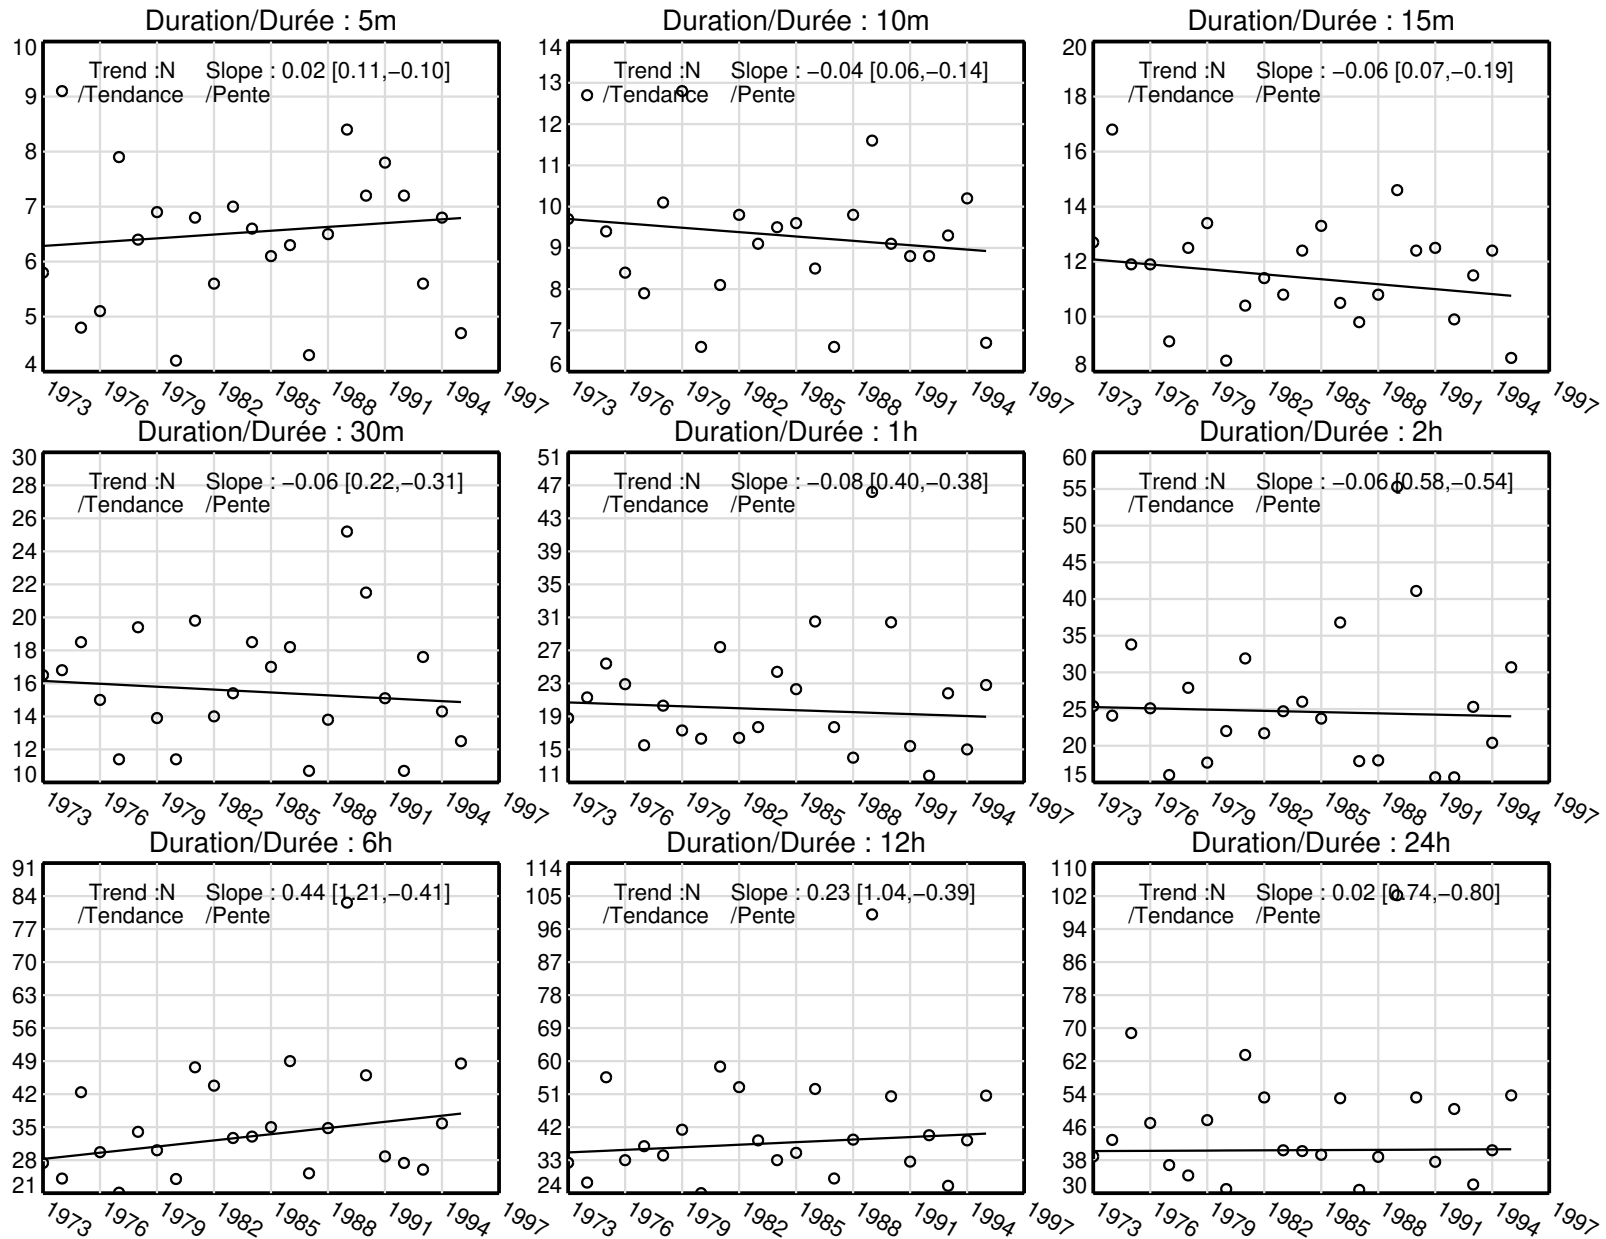 Duration/Durée : 5m
10
9
8
7
6
5
4
Trend :N Slope : 0.02 [0.11,−0.10]
/Tendance /Pente
1973 1976 1979 1982 1985 1988 1991 1994 1997
Duration/Durée : 10m
14
13
12
11
10
9
8
7
6
Trend :N Slope : −0.04 [0.06,−0.14]
/Tendance /Pente
1973 1976 1979 1982 1985 1988 1991 1994 1997
Duration/Durée : 15m
20
18
16
14
12
10
8
Trend :N Slope : −0.06 [0.07,−0.19]
/Tendance /Pente
1973 1976 1979 1982 1985 1988 1991 1994 1997
Duration/Durée : 30m
30
28
26
24
22
20
18
16
14
12
10
Trend :N Slope : −0.06 [0.22,−0.31]
/Tendance /Pente
1973 1976 1979 1982 1985 1988 1991 1994 1997
Duration/Durée : 1h
51
47
43
39
35
31
27
23
19
15
11
Trend :N Slope : −0.08 [0.40,−0.38]
/Tendance /Pente
1973 1976 1979 1982 1985 1988 1991 1994 1997
Duration/Durée : 2h
60
55
50
45
40
35
30
25
20
15
Trend :N Slope : −0.06 [0.58,−0.54]
/Tendance /Pente
1973 1976 1979 1982 1985 1988 1991 1994 1997
Duration/Durée : 6h
91
84
77
70
63
56
49
42
35
28
21
Trend :N Slope : 0.44 [1.21,−0.41]
/Tendance /Pente
1973 1976 1979 1982 1985 1988 1991 1994 1997
Duration/Durée : 12h
114
105
96
87
78
69
60
51
42
33
24
Trend :N Slope : 0.23 [1.04,−0.39]
/Tendance /Pente
1973 1976 1979 1982 1985 1988 1991 1994 1997
Duration/Durée : 24h
110
102
94
86
78
70
62
54
46
38
30
Trend :N Slope : 0.02 [0.74,−0.80]
/Tendance /Pente
1973 1976 1979 1982 1985 1988 1991 1994 1997